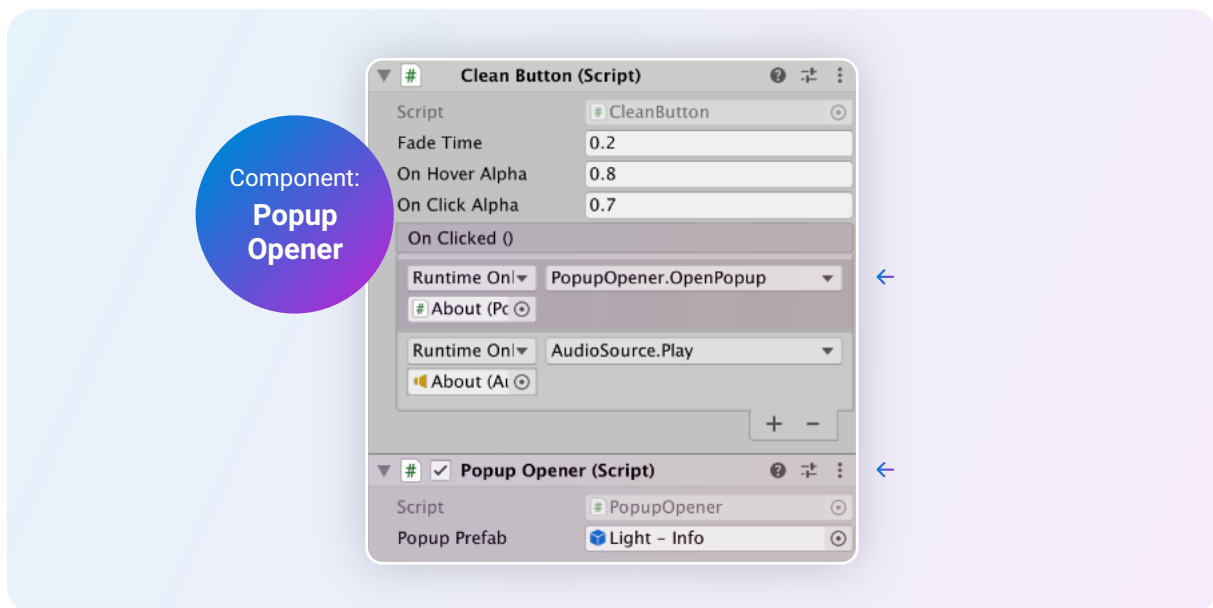 Clean Button (Script)
Script
CleanButton
Fade Time
0.2
On Hover Alpha
0.8
On Click Alpha
0.7
Component:
Popup
Opener
On Clicked ()
Runtime Onl
PopupOpener.OpenPopup
About (Po
Runtime Onl
AudioSource.Play
About (Au
Popup Opener (Script)
Script
PopupOpener
Popup Prefab
Light - Info